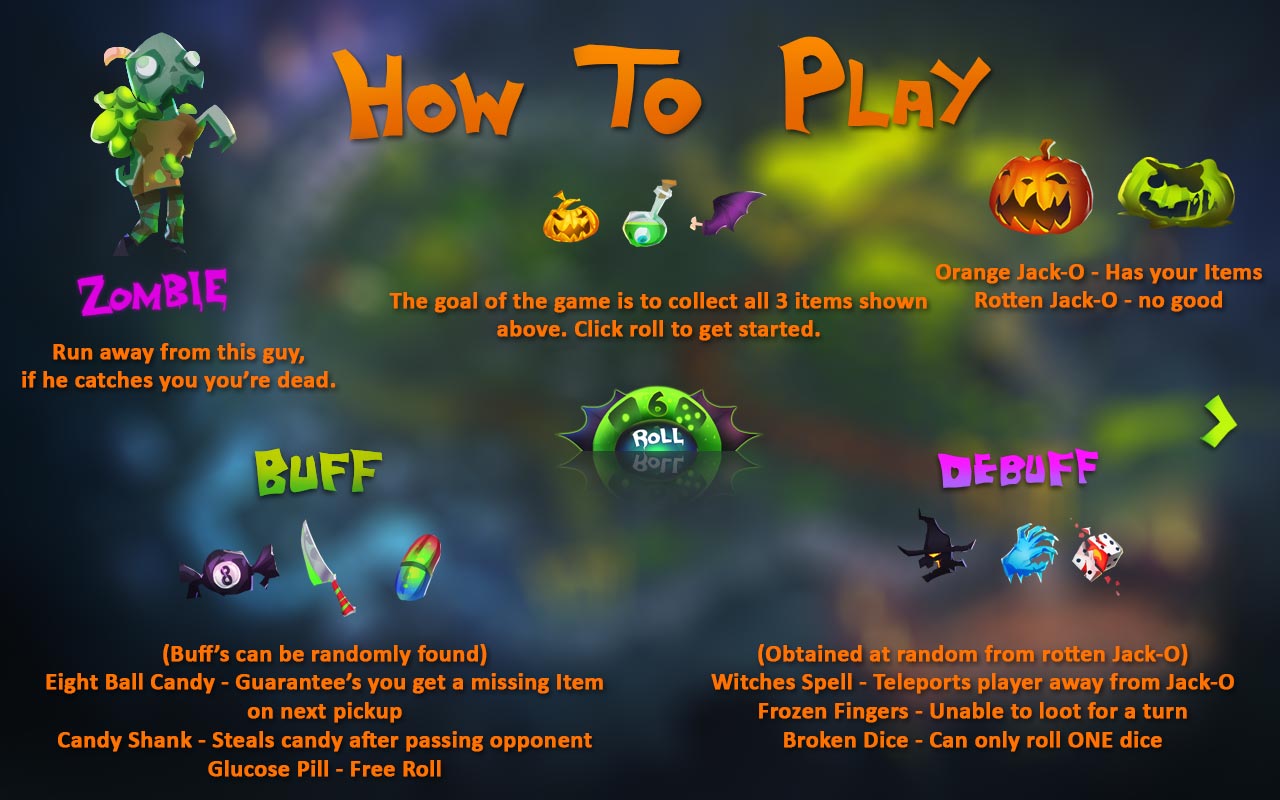 How To Play
ZOMBIE
Run away from this guy,
if he catches you you're dead.
The goal of the game is to collect all 3 items shown
above. Click roll to get started.
Orange Jack-O - Has your Items
Rotten Jack-O - no good
6
ROLL
BUFF
8
(Buff's can be randomly found)
Eight Ball Candy - Guarantee's you get a missing Item
on next pickup
Candy Shank - Steals candy after passing opponent
Glucose Pill - Free Roll
DEBUFF
(Obtained at random from rotten Jack-O)
Witches Spell - Teleports player away from Jack-O
Frozen Fingers - Unable to loot for a turn
Broken Dice - Can only roll ONE dice